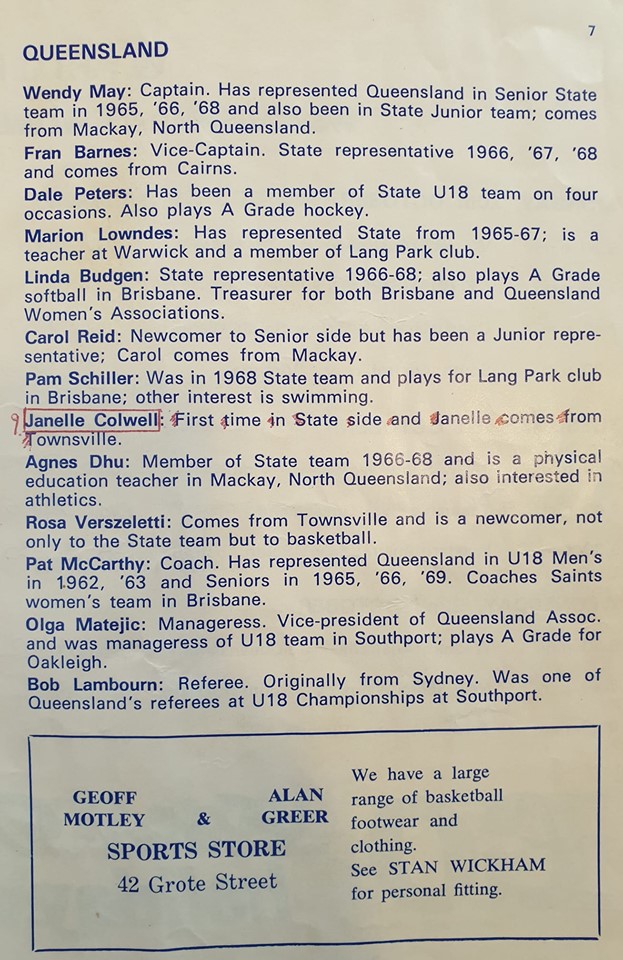 7
QUEENSLAND
Wendy May: Captain. Has represented Queensland in Senior State
team in 1965, '66, '68 and also been in State Junior team; comes
from Mackay, North Queensland.
Fran Barnes: Vice-Captain. State representative 1966, '67, '68
and comes from Cairns.
Dale Peters: Has been a member of State U18 team on four
occasions. Also plays A Grade hockey.
Marion Lowndes: Has represented State from 1965-67; is a
teacher at Warwick and a member of Lang Park club.
Linda Budgen: State representative 1966-68; also plays A Grade
softball in Brisbane. Treasurer for both Brisbane and Queensland
Women's Associations.
Carol Reid: Newcomer to Senior side but has been a Junior repre-
sentative; Carol comes from Mackay.
Pam Schiller: Was in 1968 State team and plays for Lang Park club
in Brisbane; other interest is swimming.
9 Janelle Colwell: First time in State side and Janelle comes from
Townsville.
Agnes Dhu: Member of State team 1966-68 and is a physical
education teacher in Mackay, North Queensland; also interested in
athletics.
Rosa Verszeletti: Comes from Townsville and is a newcomer, not
only to the State team but to basketball.
Pat McCarthy: Coach. Has represented Queensland in U18 Men's
in 1962, '63 and Seniors in 1965, '66, '69. Coaches Saints
women's team in Brisbane.
Olga Matejic: Manageress. Vice-president of Queensland Assoc.
and was manageress of U18 team in Southport; plays A Grade for
Oakleigh.
Bob Lambourn: Referee. Originally from Sydney. Was one of
Queensland's referees at U18 Championships at Southport.
GEOFF ALAN
MOTLEY & GREER
SPORTS STORE
42 Grote Street
We have a large
range of basketball
footwear and
clothing.
See STAN WICKHAM
for personal fitting.